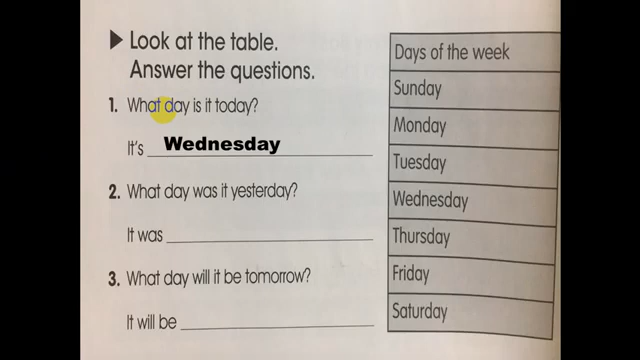 Look at the table.
Answer the questions.
1. What day is it today?
It's Wednesday
2. What day was it yesterday?
It was
3. What day will it be tomorrow?
It will be
Days of the week
Sunday
Monday
Tuesday
Wednesday
Thursday
Friday
Saturday